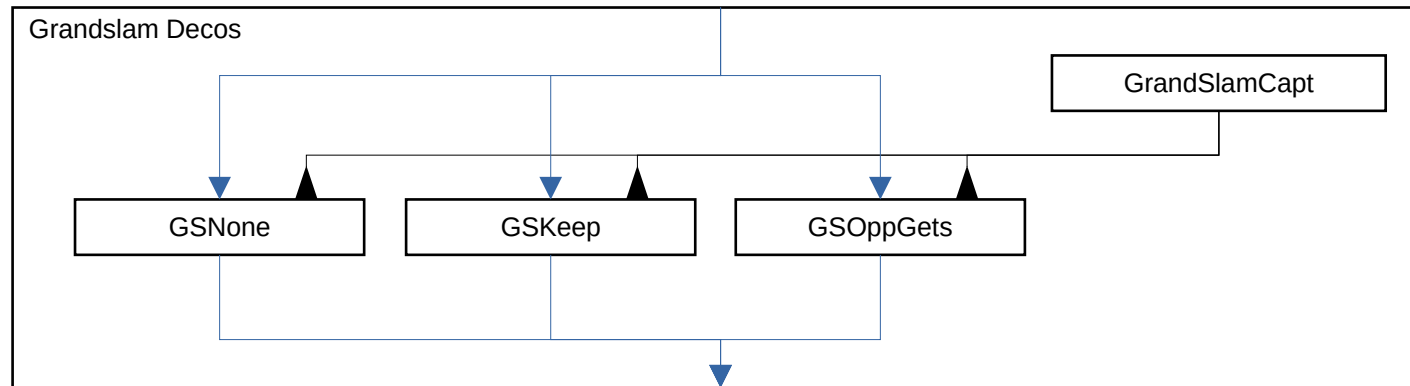 Grandslam Decos
GrandSlamCapt
GSNone
GSKeep
GSOppGets